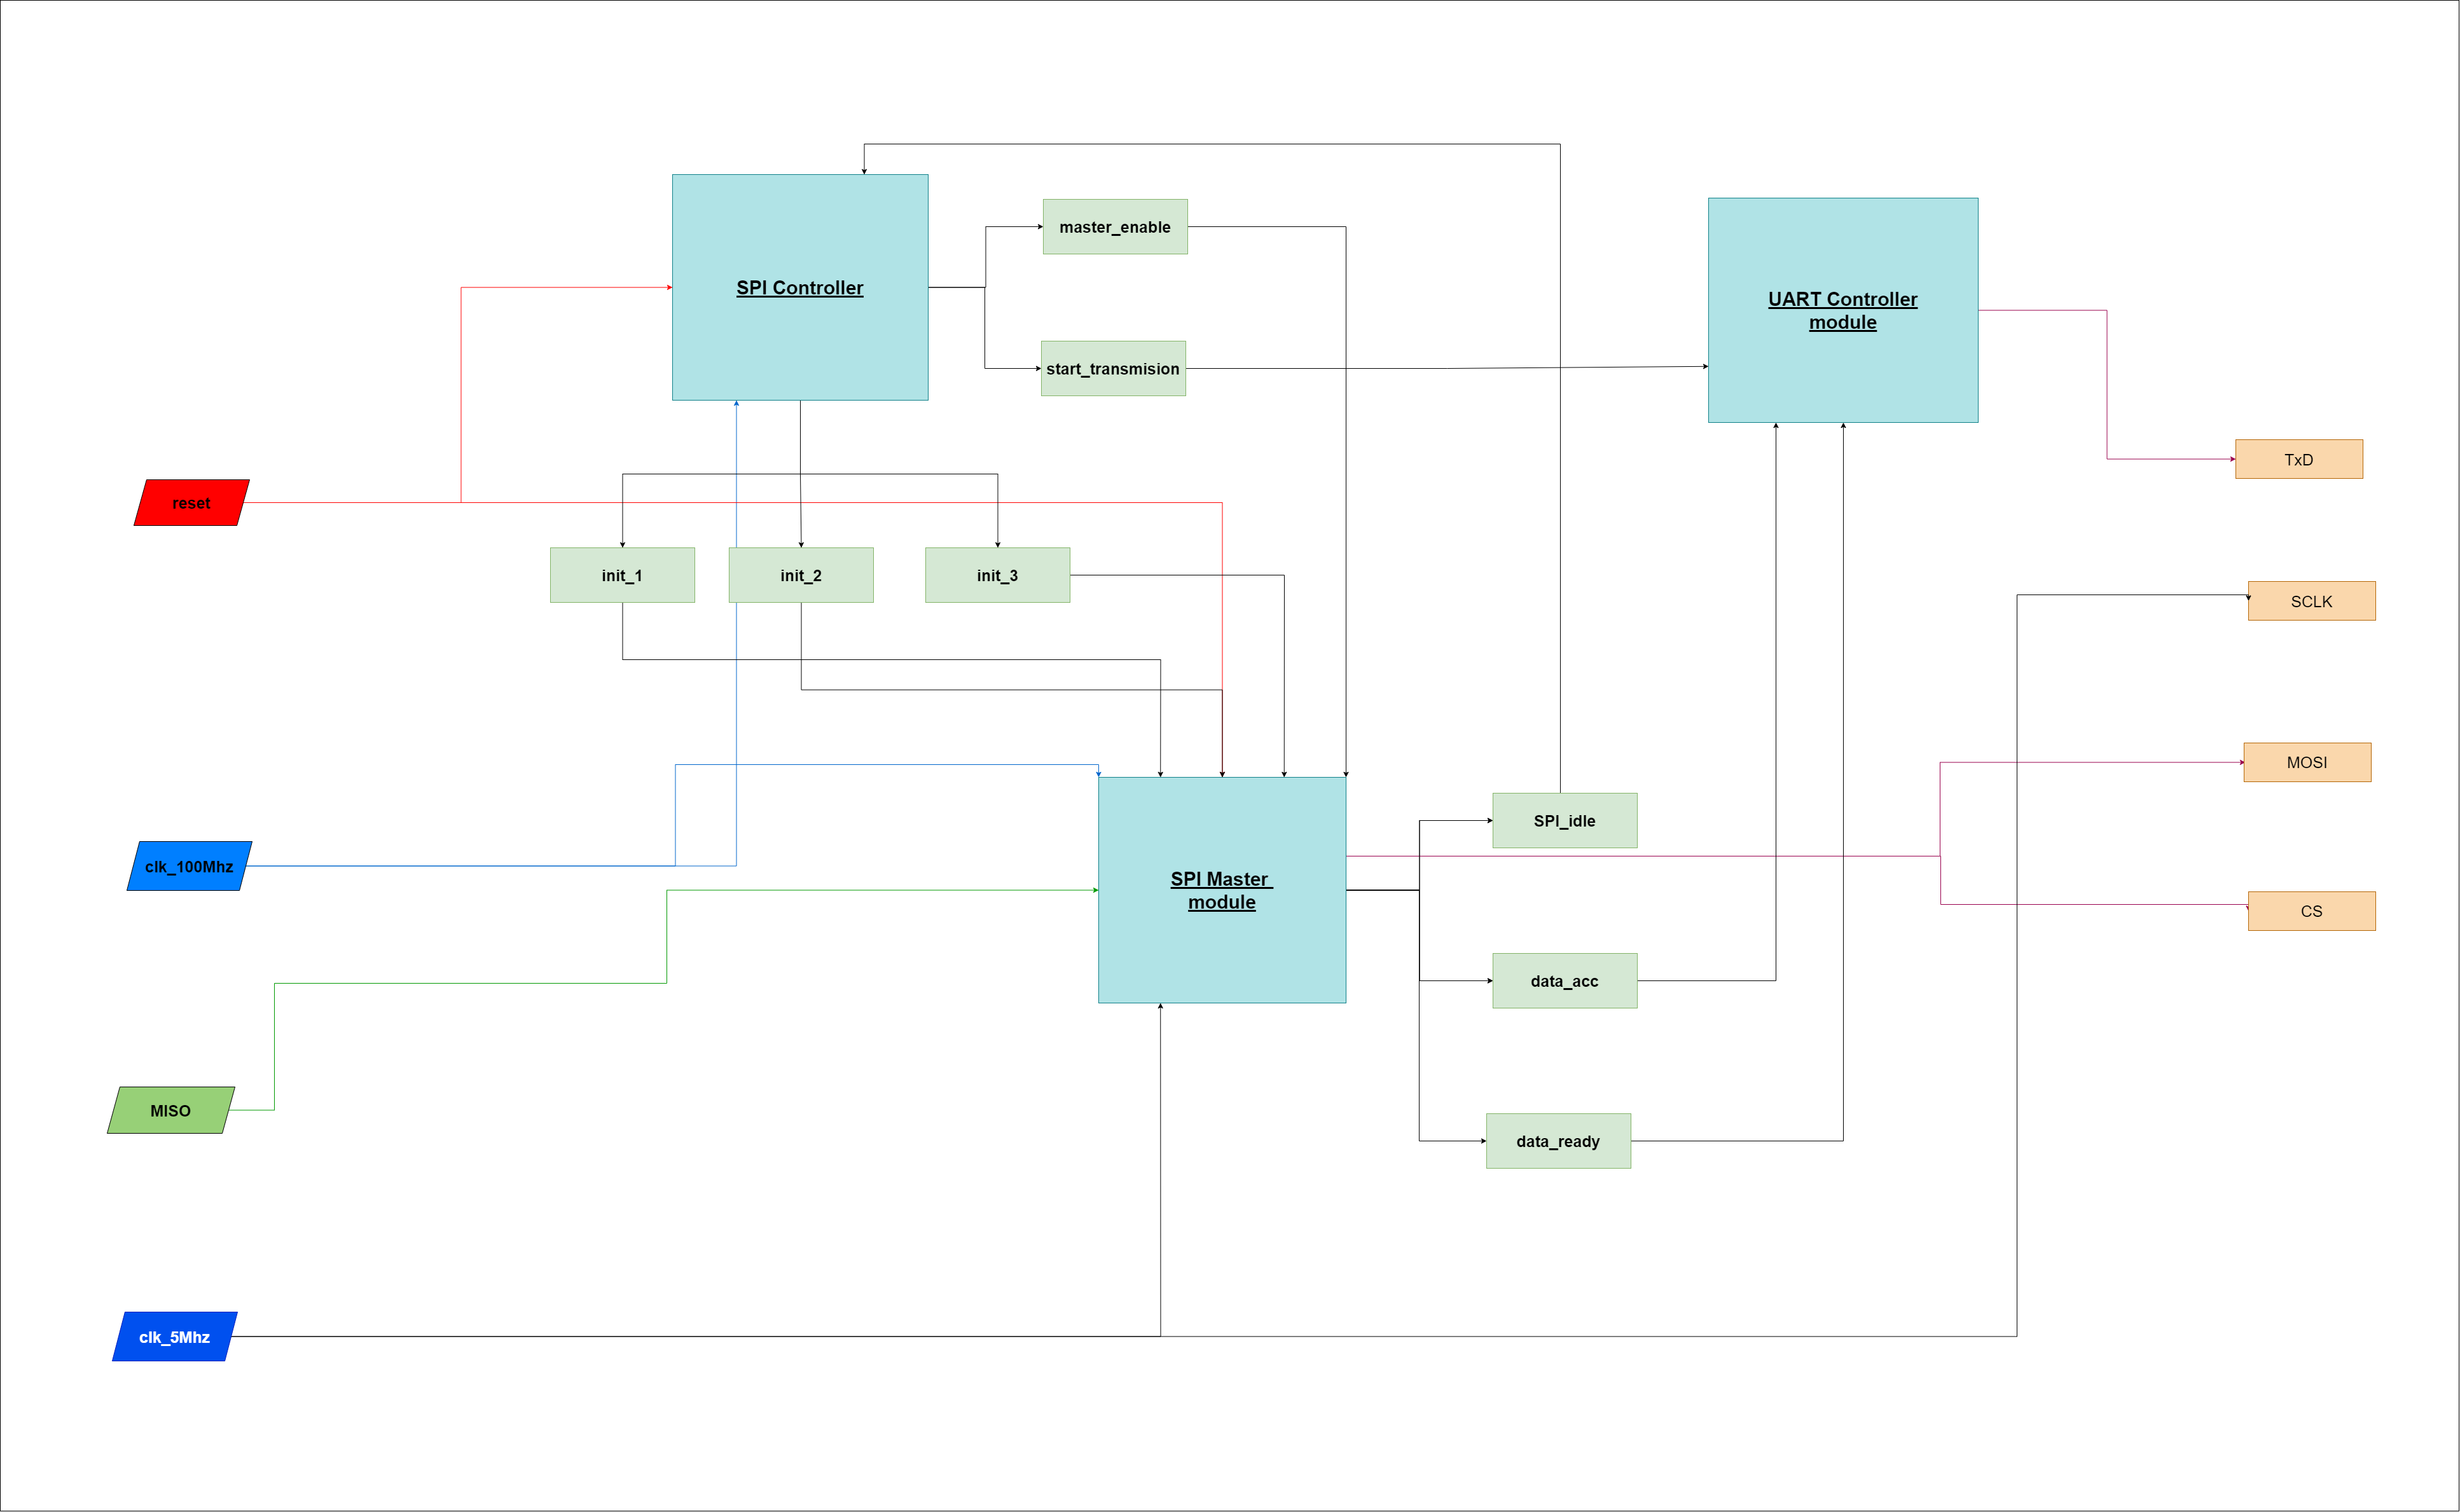 master_enable
SPI Controller
UART Controller
module
start_transmision
TxD
reset
init_1
init_2
init_3
SCLK
MOSI
SPI_idle
clk_100Mhz
SPI Master
module
CS
data_acc
MISO
data_ready
clk_5Mhz